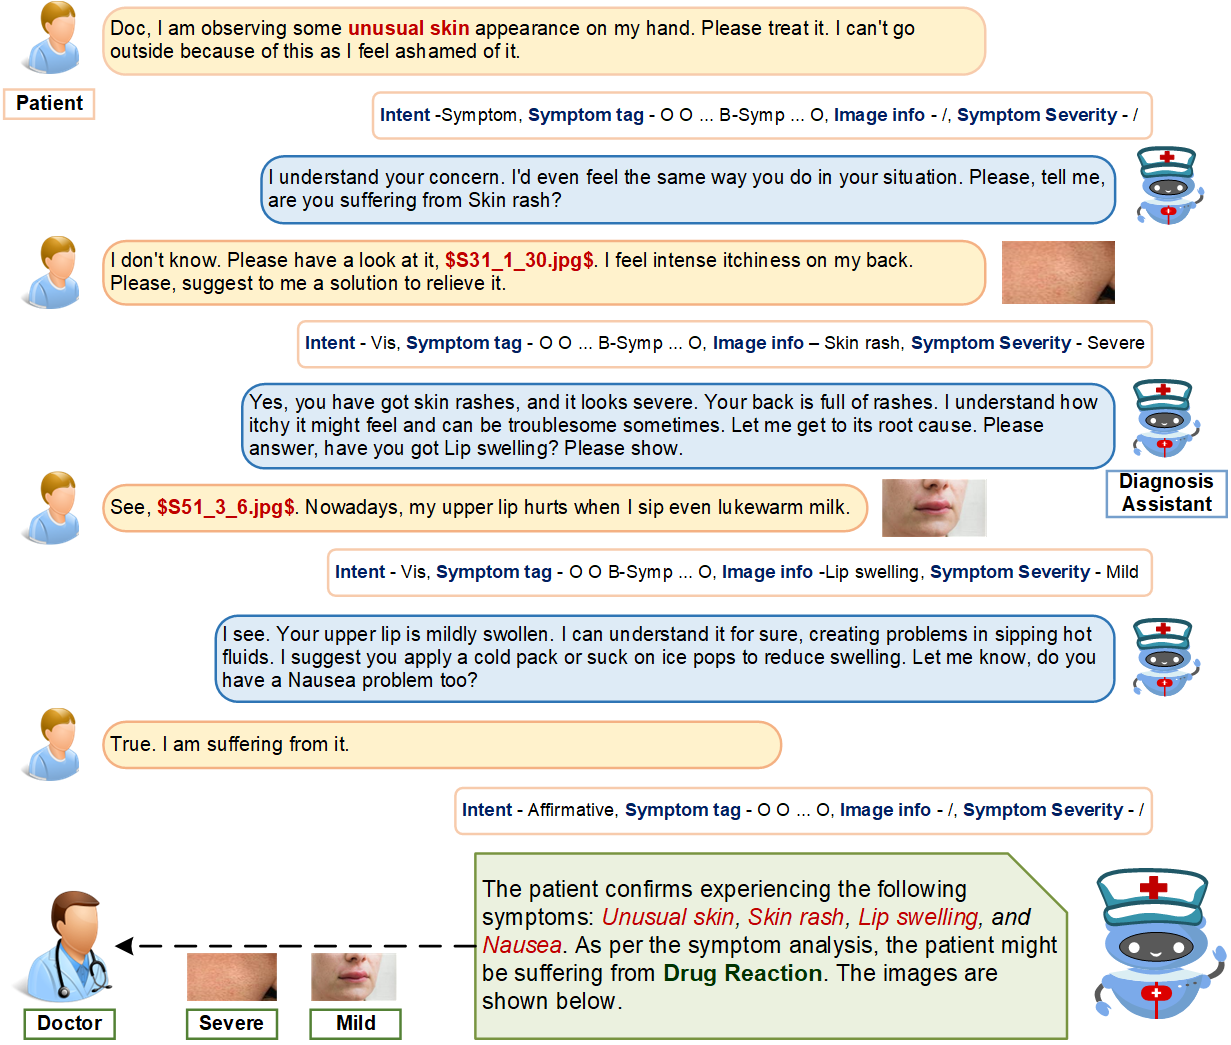 Doc, I am observing some unusual skin appearance on my hand. Please treat it. I can't go
outside because of this as I feel ashamed of it.
Patient
Intent -Symptom, Symptom tag - O O ... B-Symp ... O, Image info - /, Symptom Severity - /
I understand your concern. I'd even feel the same way you do in your situation. Please, tell me,
are you suffering from Skin rash?
I don't know. Please have a look at it, $S31_1_30.jpg$. I feel intense itchiness on my back.
Please, suggest to me a solution to relieve it.
Intent - Vis, Symptom tag - O O ... B-Symp ... O, Image info – Skin rash, Symptom Severity - Severe
Yes, you have got skin rashes, and it looks severe. Your back is full of rashes. I understand how
itchy it might feel and can be troublesome sometimes. Let me get to its root cause. Please
answer, have you got Lip swelling? Please show.
Diagnosis
Assistant
See, $S51_3_6.jpg$. Nowadays, my upper lip hurts when I sip even lukewarm milk.
Intent - Vis, Symptom tag - O O B-Symp ... O, Image info -Lip swelling, Symptom Severity - Mild
I see. Your upper lip is mildly swollen. I can understand it for sure, creating problems in sipping hot
fluids. I suggest you apply a cold pack or suck on ice pops to reduce swelling. Let me know, do you
have a Nausea problem too?
True. I am suffering from it.
Intent - Affirmative, Symptom tag - O O ... O, Image info - /, Symptom Severity - /
The patient confirms experiencing the following
symptoms: Unusual skin, Skin rash, Lip swelling, and
Nausea. As per the symptom analysis, the patient might
be suffering from Drug Reaction. The images are
shown below.
Doctor
Severe
Mild